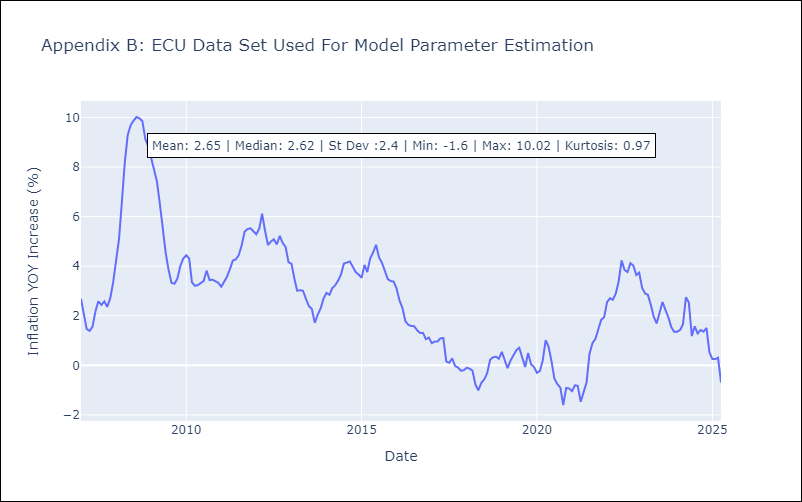 Appendix B: ECU Data Set Used For Model Parameter Estimation
Mean: 2.65 | Median: 2.62 | St Dev :2.4 | Min: -1.6 | Max: 10.02 | Kurtosis: 0.97
Inflation YOY Increase (%)
10
8
6
4
2
0
−2
2010
2015
2020
2025
Date